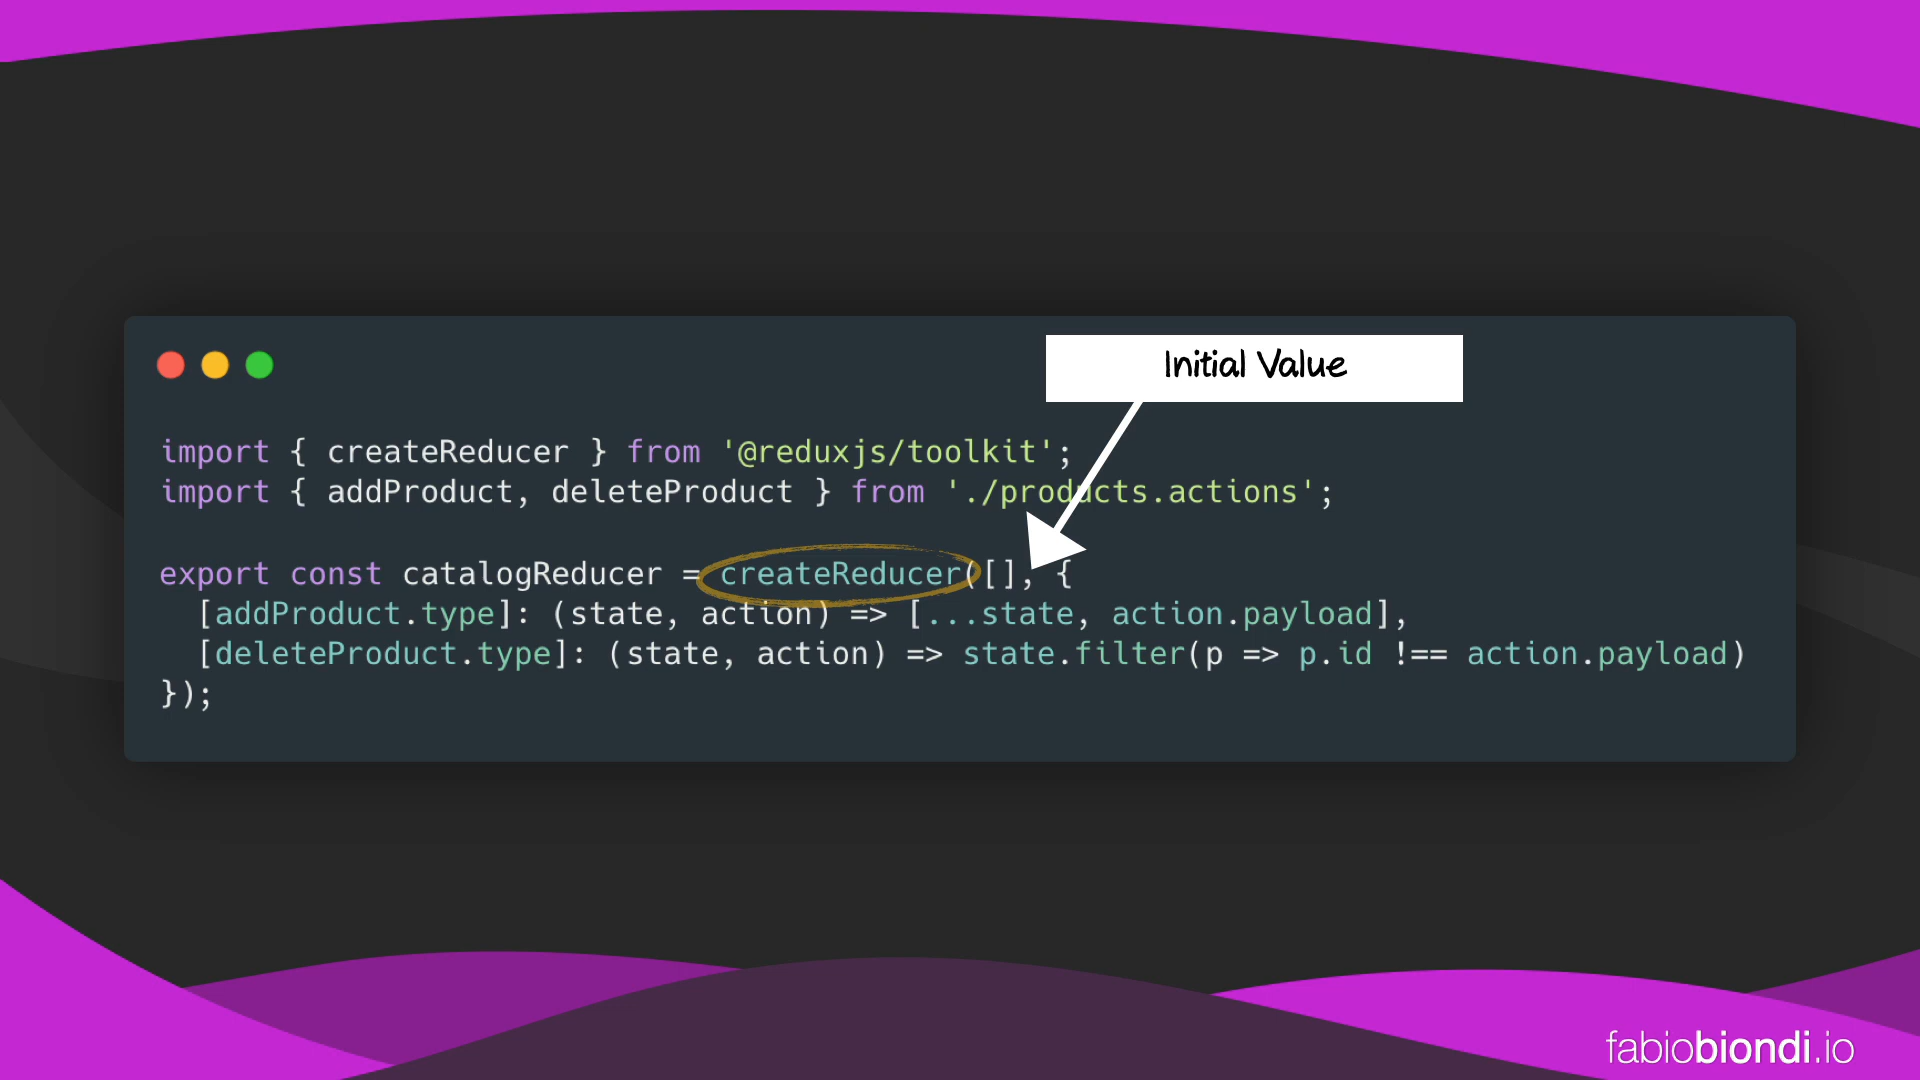 Initial Value
import { createReducer } from '@reduxjs/toolkit';
import { addProduct, deleteProduct } from './products.actions';
export const catalogReducer = createReducer([], {
  [addProduct.type]: (state, action) => [...state, action.payload],
  [deleteProduct.type]: (state, action) => state.filter(p => p.id !== action.payload)
});
fabiobiondi.io